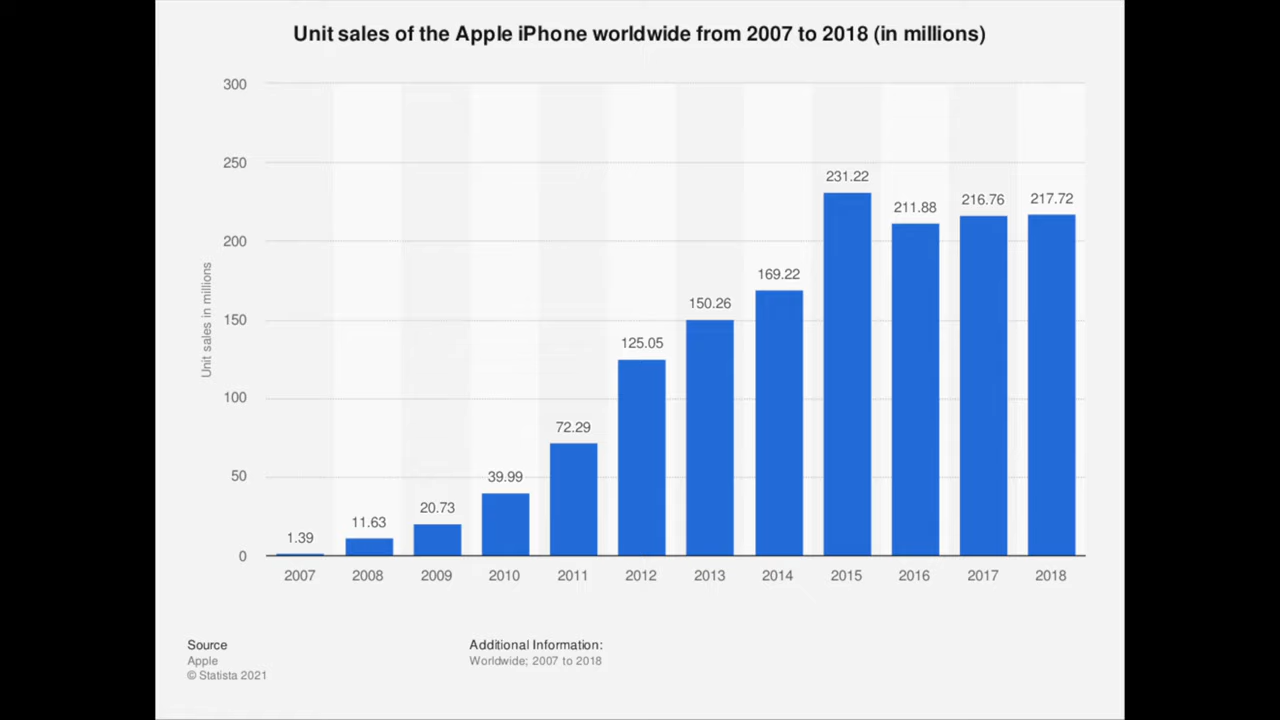 Unit sales of the Apple iPhone worldwide from 2007 to 2018 (in millions)
300
250
200
150
100
50
0
Unit sales in millions
1.39
11.63
20.73
39.99
72.29
125.05
150.26
169.22
231.22
211.88
216.76
217.72
2007 2008 2009 2010 2011 2012 2013 2014 2015 2016 2017 2018
Source
Apple
© Statista 2021
Additional Information:
Worldwide; 2007 to 2018